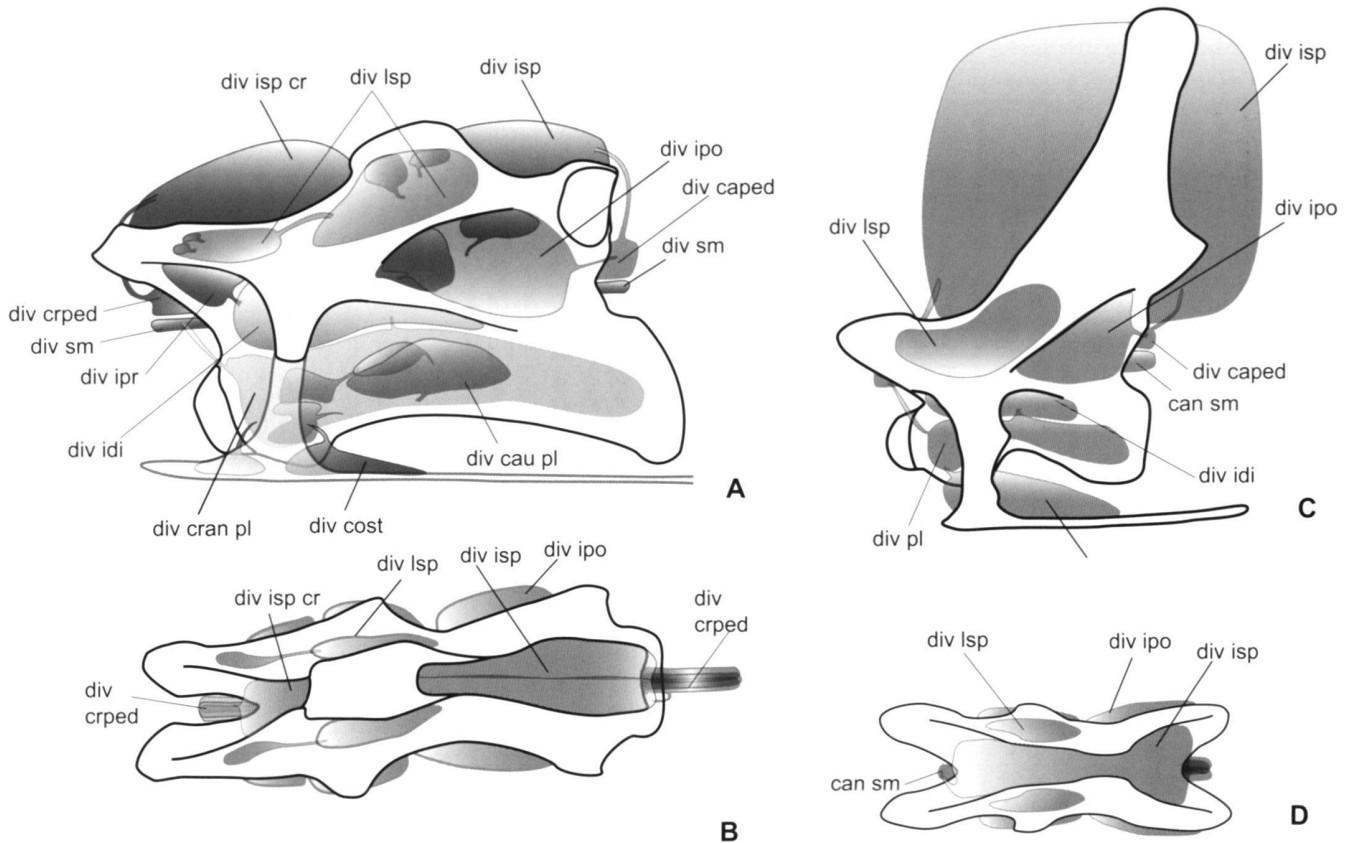 div isp cr
div lsp
div isp
div ipo
div caped
div sm
div crped
div sm
div ipr
div idi
div cran pl
div cost
div cau pl
A
div isp
div lsp
div ipo
div caped
can sm
div idi
div pl
C
div isp cr
div lsp
div isp
div ipo
div
crped
div
crped
B
div lsp
div ipo
div isp
can sm
D